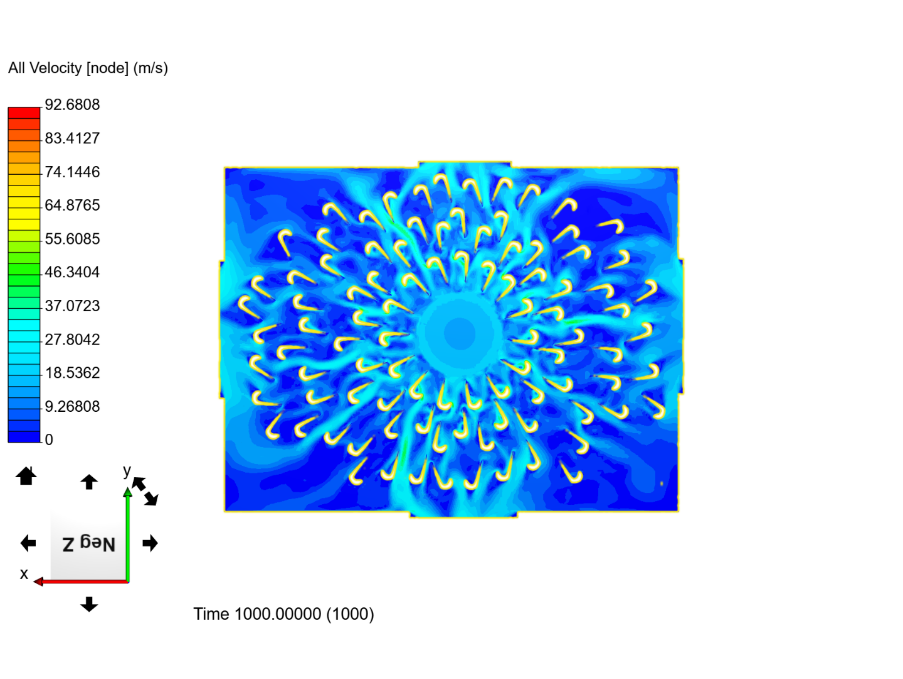 All Velocity [node] (m/s)
92.6808
83.4127
74.1446
64.8765
55.6085
46.3404
37.0723
27.8042
18.5362
9.26808
0
y
Neg Z
x
Time 1000.00000 (1000)